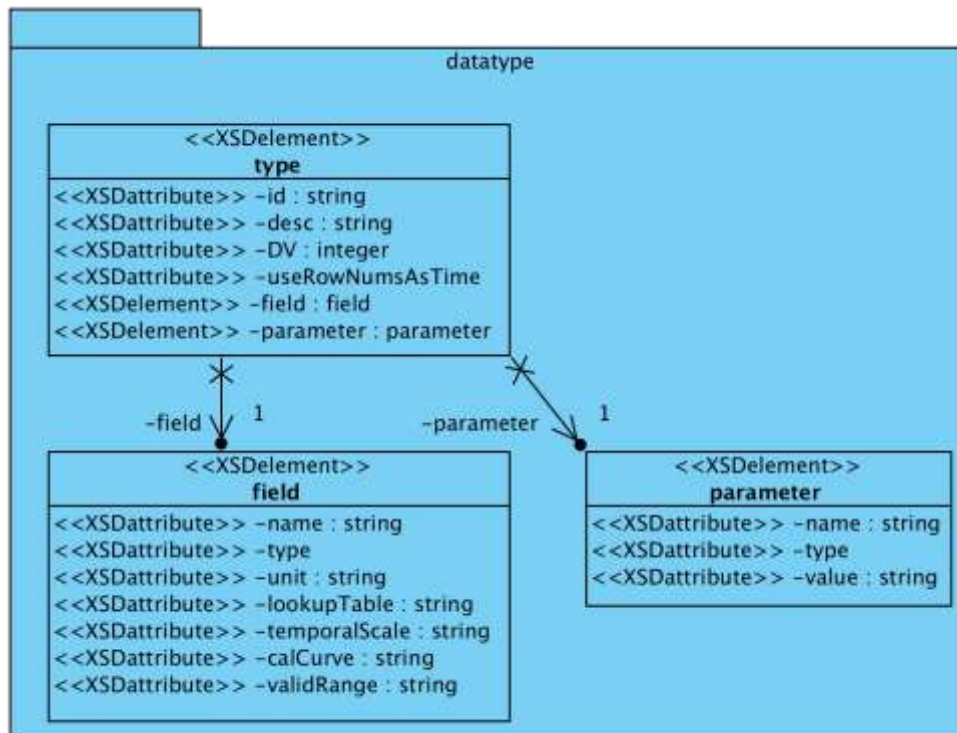 datatype
<<XSDelement>>
type
<<XSDattribute>> -id : string
<<XSDattribute>> -desc : string
<<XSDattribute>> -DV : integer
<<XSDattribute>> -useRowNumsAsTime
<<XSDelement>> -field : field
<<XSDelement>> -parameter : parameter
-field
1
-parameter
1
<<XSDelement>>
field
<<XSDattribute>> -name : string
<<XSDattribute>> -type
<<XSDattribute>> -unit : string
<<XSDattribute>> -lookupTable : string
<<XSDattribute>> -temporalScale : string
<<XSDattribute>> -calCurve : string
<<XSDattribute>> -validRange : string
<<XSDelement>>
parameter
<<XSDattribute>> -name : string
<<XSDattribute>> -type
<<XSDattribute>> -value : string